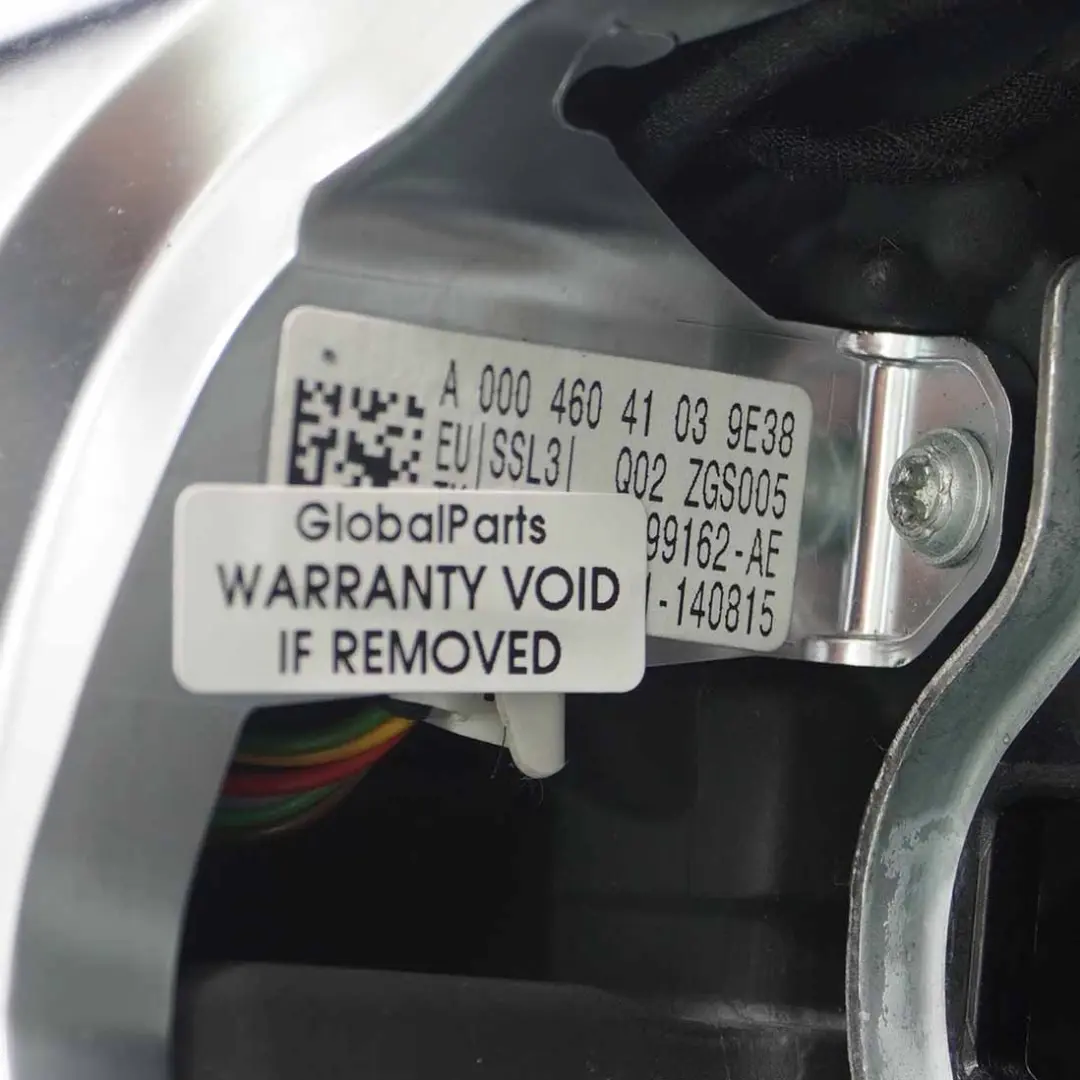 A 000 460 41 03 9E38
EU|SSL3| Q02 ZGS005
99162-AE
-140815
GlobalParts
WARRANTY VOID
IF REMOVED